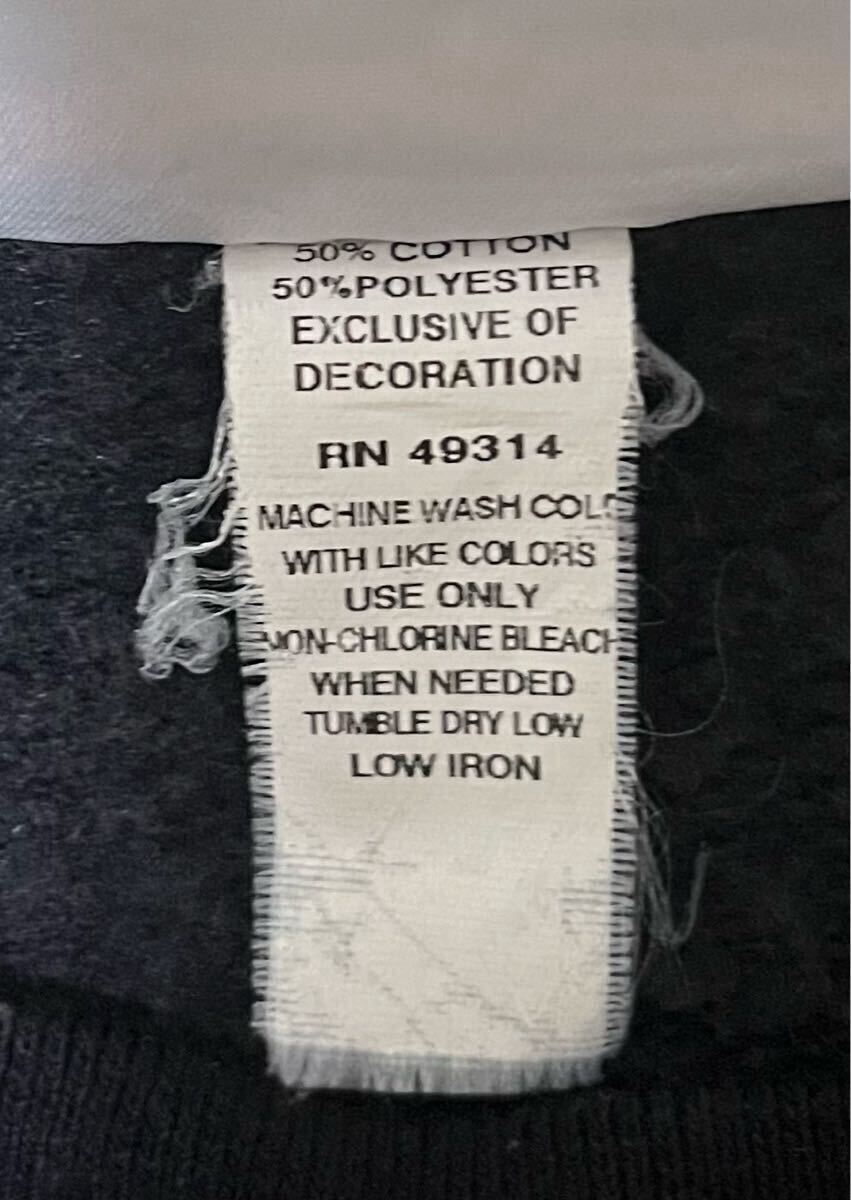 50% COTTON
50%POLYESTER
EXCLUSIVE OF
DECORATION
RN 49314
MACHINE WASH COLD
WITH LIKE COLORS
USE ONLY
NON-CHLORINE BLEACH
WHEN NEEDED
TUMBLE DRY LOW
LOW IRON